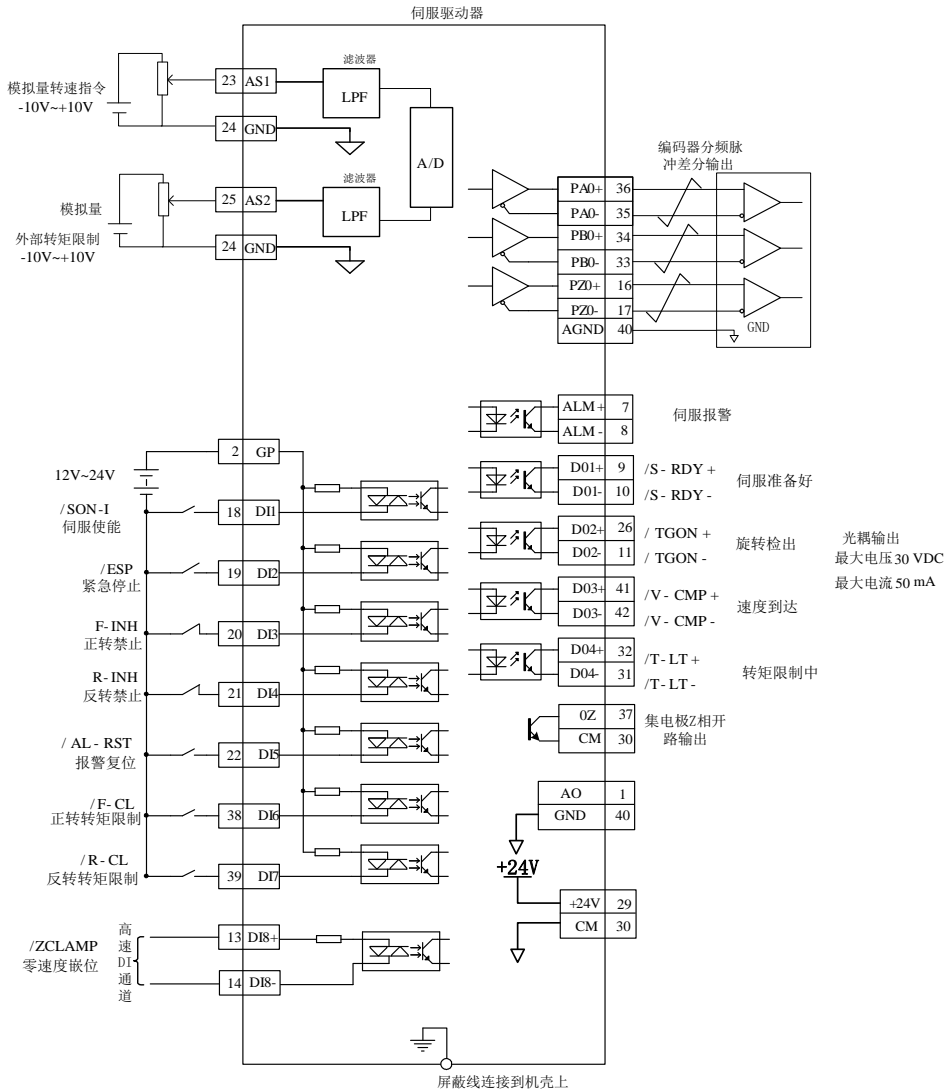 伺服驱动器
模拟量转速指令
-10V~+10V
23 AS1
24 GND
滤波器
LPF
A/D
模拟量
外部转矩限制
-10V~+10V
25 AS2
24 GND
滤波器
LPF
编码器分频脉
冲差分输出
PA0+ 36
PA0- 35
PB0+ 34
PB0- 33
PZ0+ 16
PZ0- 17
AGND 40
GND
ALM+ 7
ALM- 8
伺服报警
D01+ 9 /S-RDY+
D01- 10 /S-RDY-
伺服准备好
D02+ 26 /TGON+
D02- 11 /TGON-
旋转检出
D03+ 41 /V-CMP+
D03- 42 /V-CMP-
速度到达
D04+ 32 /T-LT+
D04- 31 /T-LT-
转矩限制中
光耦输出
最大电压30 VDC
最大电流50 mA
0Z 37
CM 30
集电极Z相开
路输出
AO 1
GND 40
+24V
+24V 29
CM 30
2 GP
12V~24V
/SON-I
伺服使能
18 DI1
/ESP
紧急停止
19 DI2
F-INH
正转禁止
20 DI3
R-INH
反转禁止
21 DI4
/AL-RST
报警复位
22 DI5
/F-CL
正转转矩限制
38 DI6
/R-CL
反转转矩限制
39 DI7
/ZCLAMP
零速度嵌位
高速DI通道
13 DI8+
14 DI8-
屏蔽线连接到机壳上